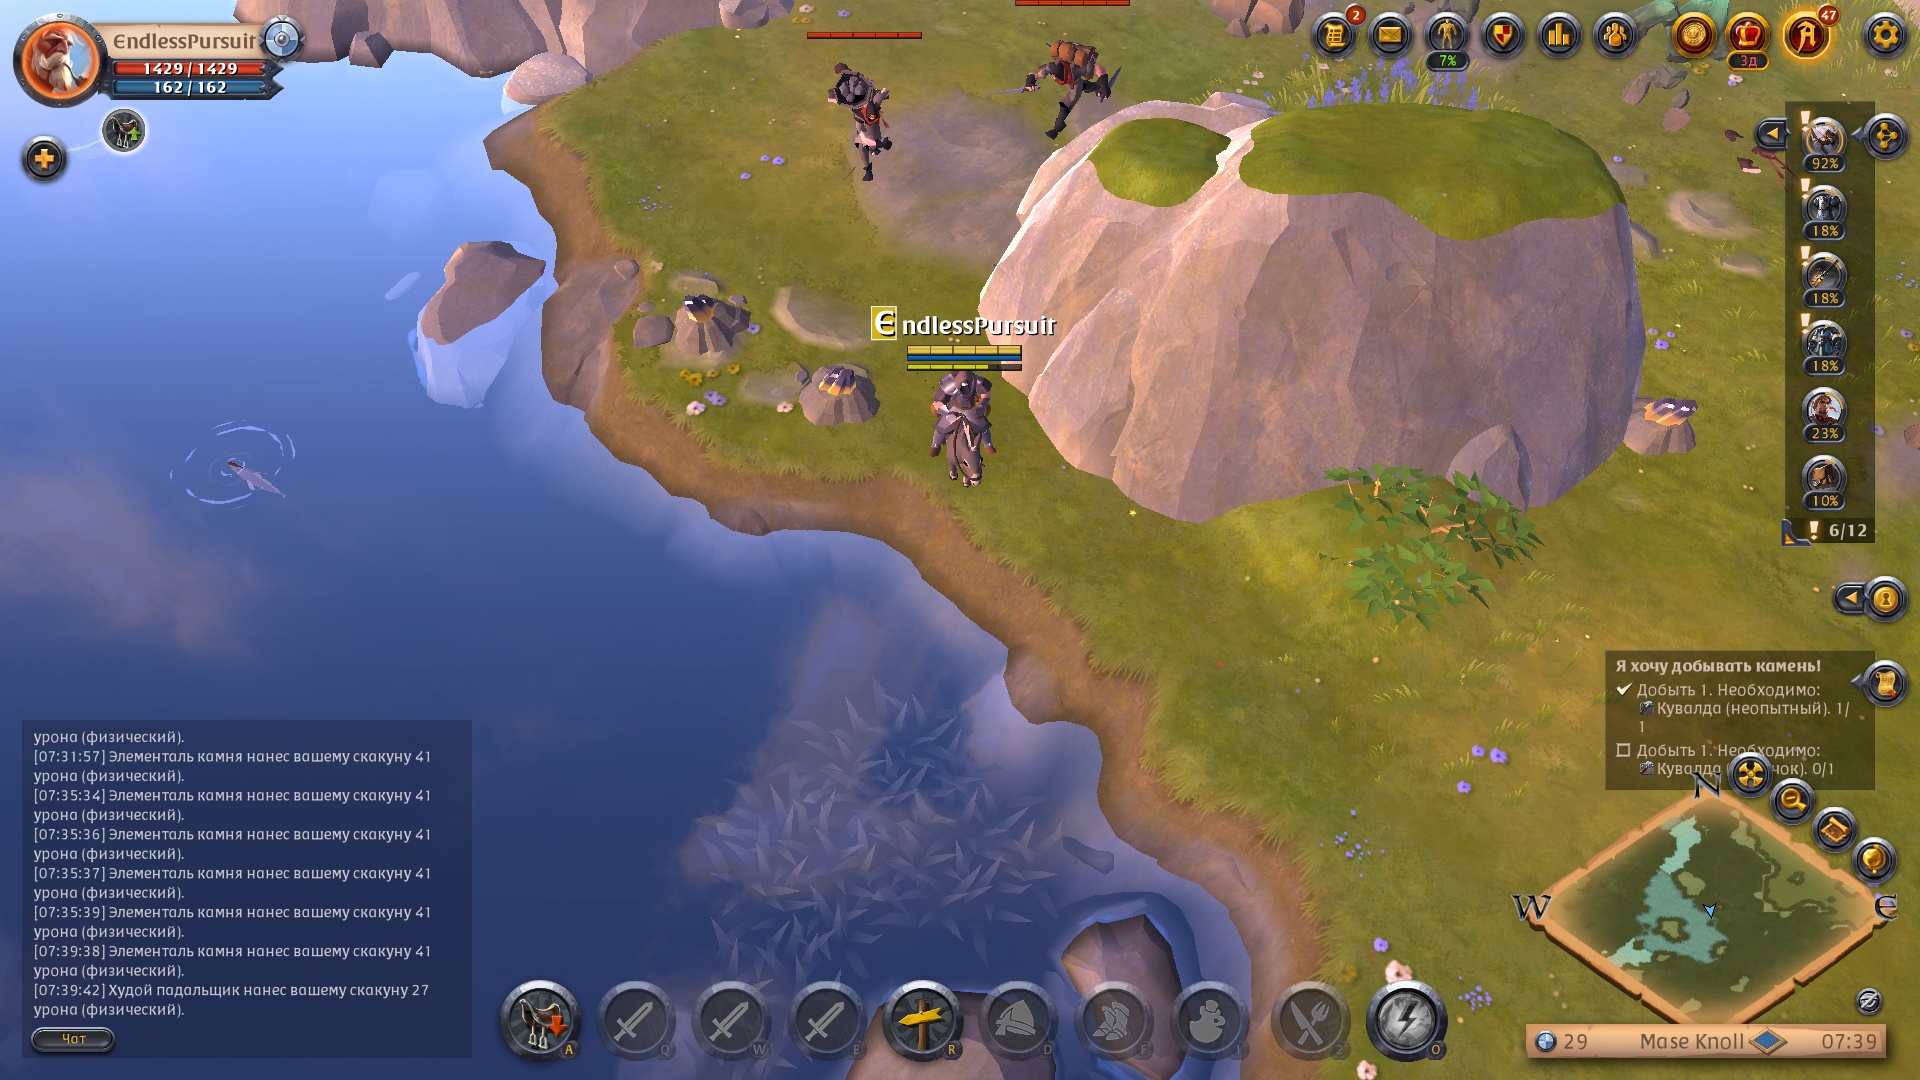 EndlessPursuit
1429 / 1429
162 / 162
2
7%
3д
47
92%
18%
18%
18%
23%
10%
6/12
EndlessPursuit
Я хочу добывать камень!
Добыть 1. Необходимо:
Кувалда (неопытный). 1/
1
Добыть 1. Необходимо:
Кувалда 0/1
N
W
E
урона (физический).
[07:31:57] Элементаль камня нанес вашему скакуну 41
урона (физический).
[07:35:34] Элементаль камня нанес вашему скакуну 41
урона (физический).
[07:35:36] Элементаль камня нанес вашему скакуну 41
урона (физический).
[07:35:37] Элементаль камня нанес вашему скакуну 41
урона (физический).
[07:35:39] Элементаль камня нанес вашему скакуну 41
урона (физический).
[07:39:38] Элементаль камня нанес вашему скакуну 41
урона (физический).
[07:39:42] Худой падальщик нанес вашему скакуну 27
урона (физический).
Чат
A
Q
W
E
R
D
F
1
2
O
29
Mase Knoll
07:39